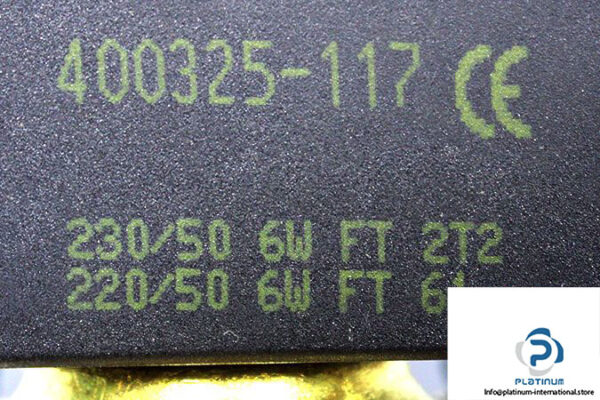 400325-117 CE
230/50 6W FT 2T2
220/50 6W FT
P
PLATINUM
Info@platinum-international.store